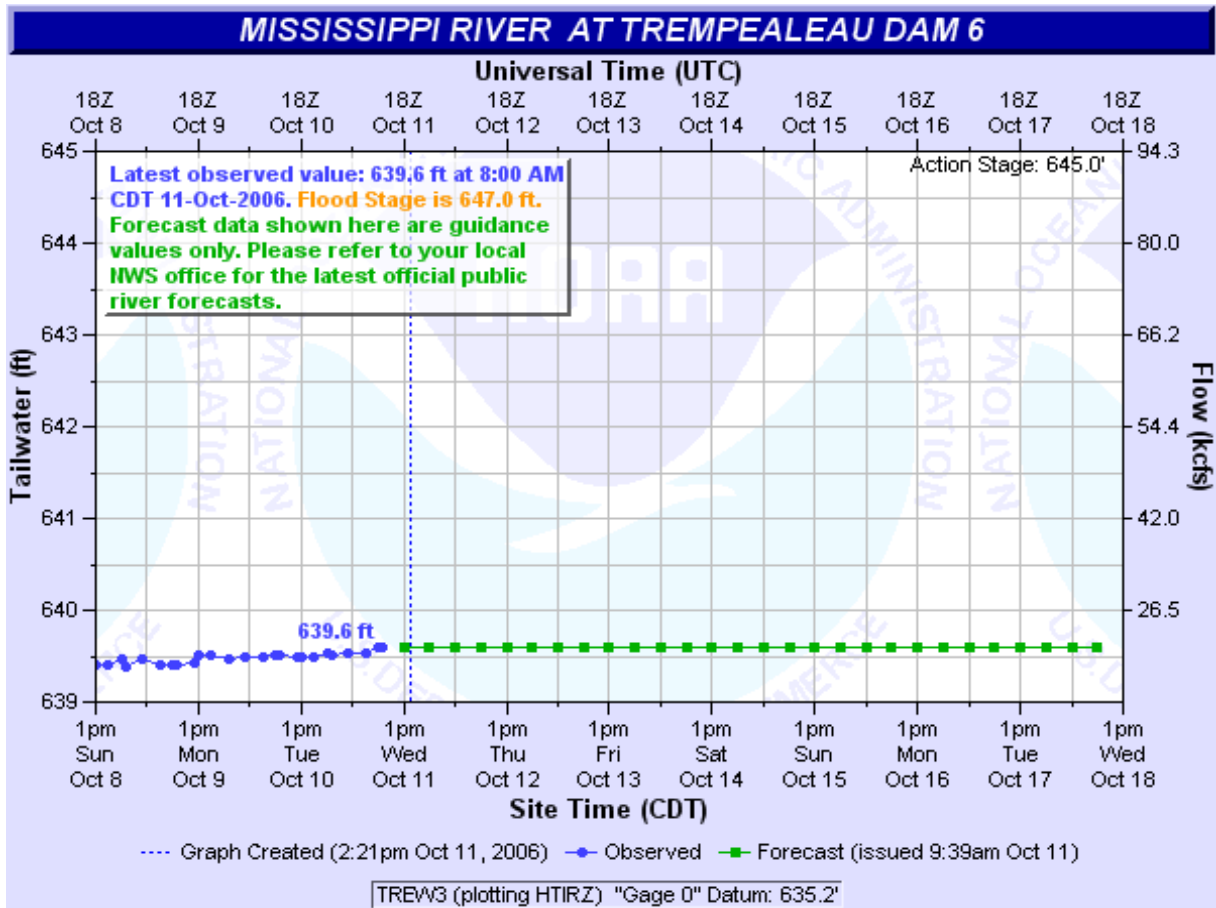 MISSISSIPPI RIVER AT TREMPEALEAU DAM 6
Universal Time (UTC)
18Z 18Z 18Z 18Z 18Z 18Z 18Z 18Z 18Z 18Z 18Z
Oct 8 Oct 9 Oct 10 Oct 11 Oct 12 Oct 13 Oct 14 Oct 15 Oct 16 Oct 17 Oct 18
645 94.3
Latest observed value: 639.6 ft at 8:00 AM
CDT 11-Oct-2006. Flood Stage is 647.0 ft.
Forecast data shown here are guidance
values only. Please refer to your local
NWS office for the latest official public
river forecasts.
Action Stage: 645.0'
644 80.0
643 66.2
642 54.4
641 42.0
640 26.5
639
Tailwater (ft)
Flow (kcfs)
639.6 ft
NOAA
NATIONAL
NATIONAL OCEANI
IC ADMINISTRATION
1pm 1pm 1pm 1pm 1pm 1pm 1pm 1pm 1pm 1pm 1pm
Sun Mon Tue Wed Thu Fri Sat Sun Mon Tue Wed
Oct 8 Oct 9 Oct 10 Oct 11 Oct 12 Oct 13 Oct 14 Oct 15 Oct 16 Oct 17 Oct 18
Site Time (CDT)
Graph Created (2:21pm Oct 11, 2006) Observed Forecast (issued 9:39am Oct 11)
TREW3 (plotting HTIRZ) "Gage 0" Datum: 635.2'